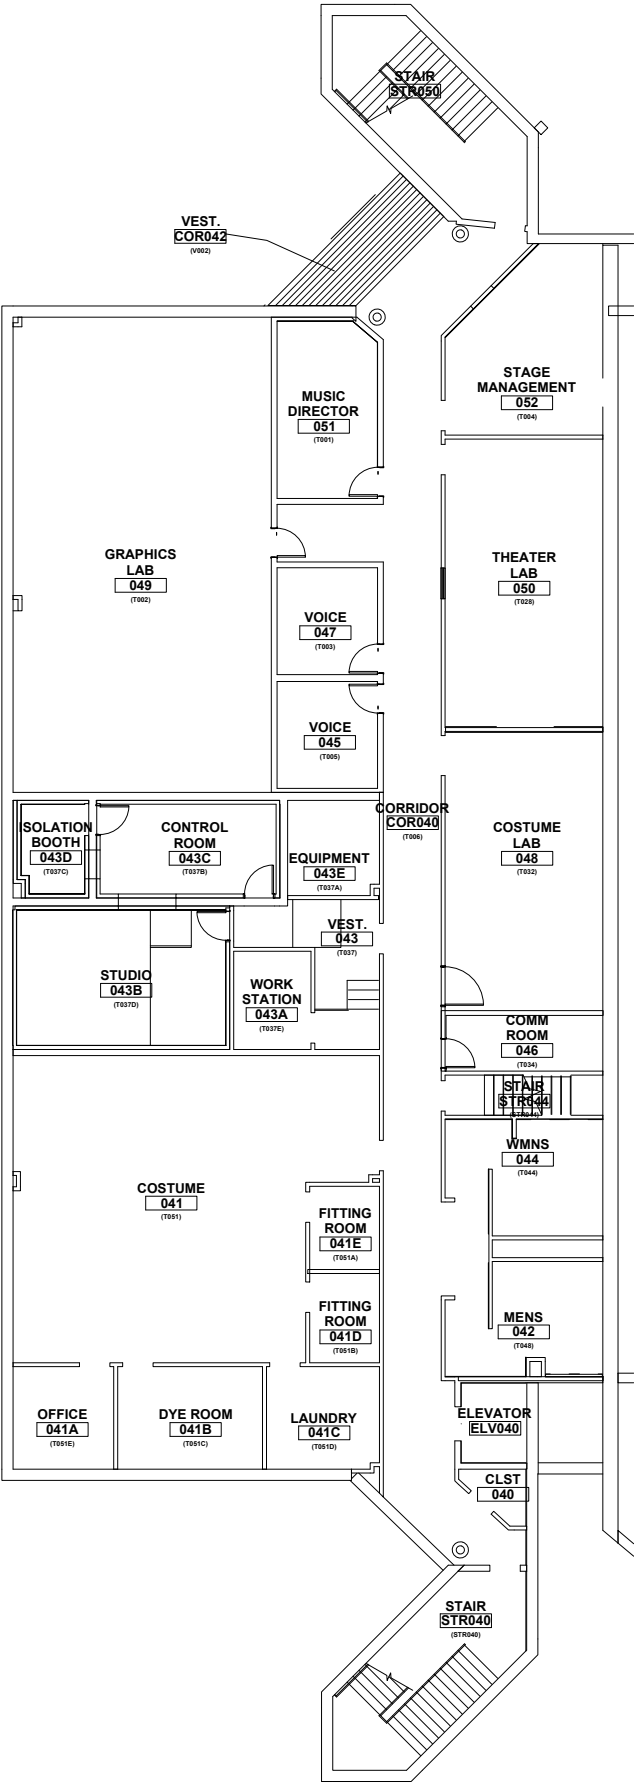 STAIR
STR050
VEST.
COR042
(V002)
STAGE
MANAGEMENT
052
(T004)
MUSIC
DIRECTOR
051
(T001)
GRAPHICS
LAB
049
(T002)
THEATER
LAB
050
(T028)
VOICE
047
(T003)
VOICE
045
(T005)
CORRIDOR
COR040
(T006)
ISOLATION
BOOTH
043D
(T037C)
CONTROL
ROOM
043C
(T037B)
EQUIPMENT
043E
(T037A)
COSTUME
LAB
048
(T032)
VEST.
043
(T037)
STUDIO
043B
(T037D)
WORK
STATION
043A
(T037E)
COMM
ROOM
046
(T034)
STAIR
STR044
(STR044)
WMNS
044
(T044)
COSTUME
041
(T051)
FITTING
ROOM
041E
(T051A)
FITTING
ROOM
041D
(T051B)
MENS
042
(T048)
OFFICE
041A
(T051E)
DYE ROOM
041B
(T051C)
LAUNDRY
041C
(T051D)
ELEVATOR
ELV040
CLST
040
STAIR
STR040
(STR040)